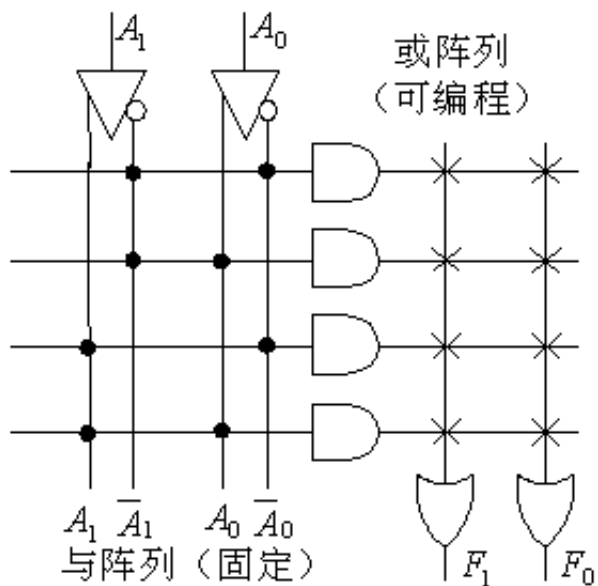 A₁ A₀
或阵列
（可编程）
A₁ A̅₁ A₀ A̅₀
与阵列（固定）
F₁ F₀